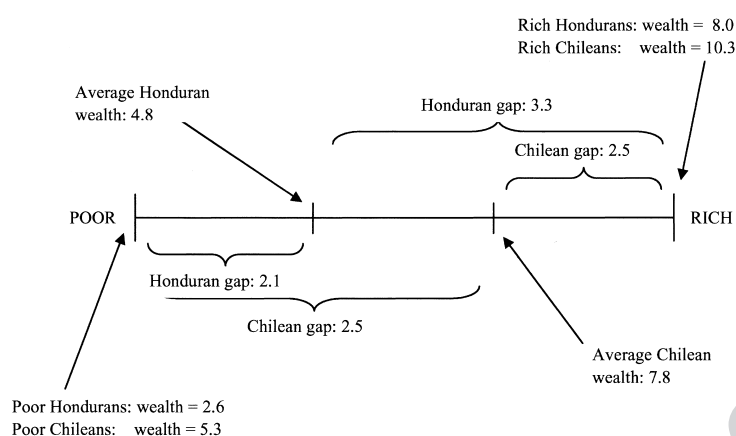 Rich Hondurans: wealth = 8.0
Rich Chileans: wealth = 10.3
Average Honduran
wealth: 4.8
Honduran gap: 3.3
Chilean gap: 2.5
POOR
RICH
Honduran gap: 2.1
Chilean gap: 2.5
Average Chilean
wealth: 7.8
Poor Hondurans: wealth = 2.6
Poor Chileans: wealth = 5.3